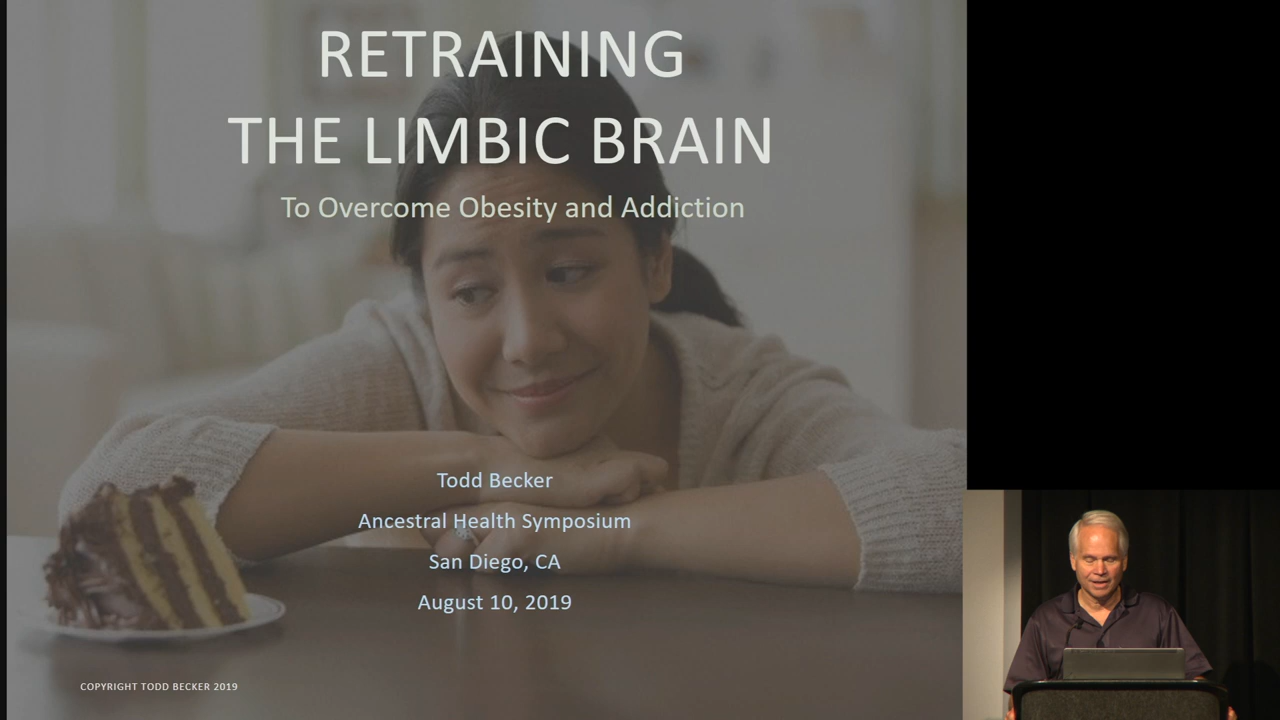 RETRAINING
THE LIMBIC BRAIN
To Overcome Obesity and Addiction
Todd Becker
Ancestral Health Symposium
San Diego, CA
August 10, 2019
COPYRIGHT TODD BECKER 2019